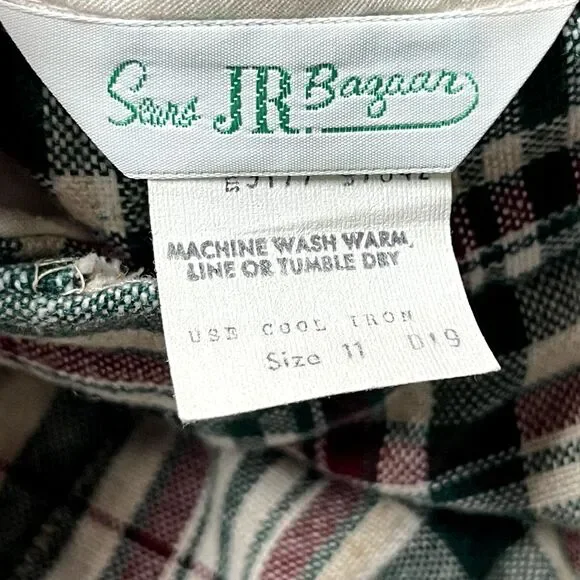 Sears JR. Bazaar
MACHINE WASH WARM,
LINE OR TUMBLE DRY
USE COOL IRON
Size 11 D19